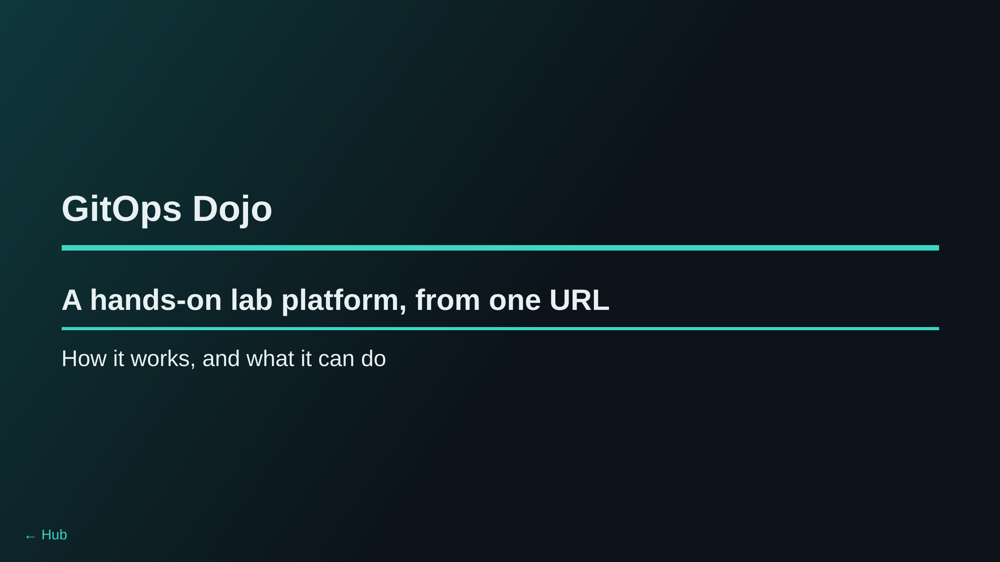 GitOps Dojo
A hands-on lab platform, from one URL
How it works, and what it can do
← Hub